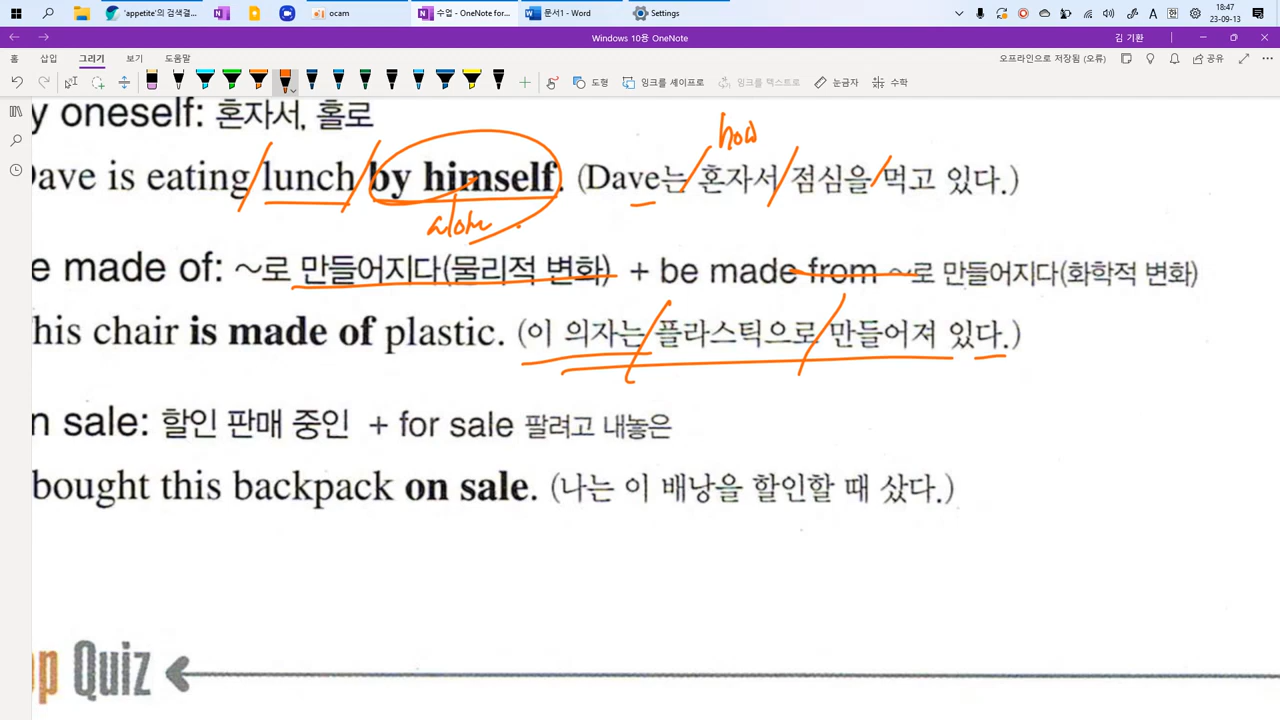 'appetite'의 검색결...
ocam
수업 - OneNote for...
문서1 - Word
Settings
A
한
18:47
23-09-13
Windows 10용 OneNote
김 기환
홈 삽입 그리기 보기 도움말
오프라인으로 저장됨 (오류)
공유
도형
잉크를 셰이프로
잉크를 텍스트로
눈금자
수학
y oneself: 혼자서, 홀로
how
Dave is eating lunch by himself. (Dave는 혼자서 점심을 먹고 있다.)
alone
e made of: ~로 만들어지다(물리적 변화) + be made from ~로 만들어지다(화학적 변화)
his chair is made of plastic. (이 의자는 플라스틱으로 만들어져 있다.)
n sale: 할인 판매 중인 + for sale 팔려고 내놓은
bought this backpack on sale. (나는 이 배낭을 할인할 때 샀다.)
op Quiz